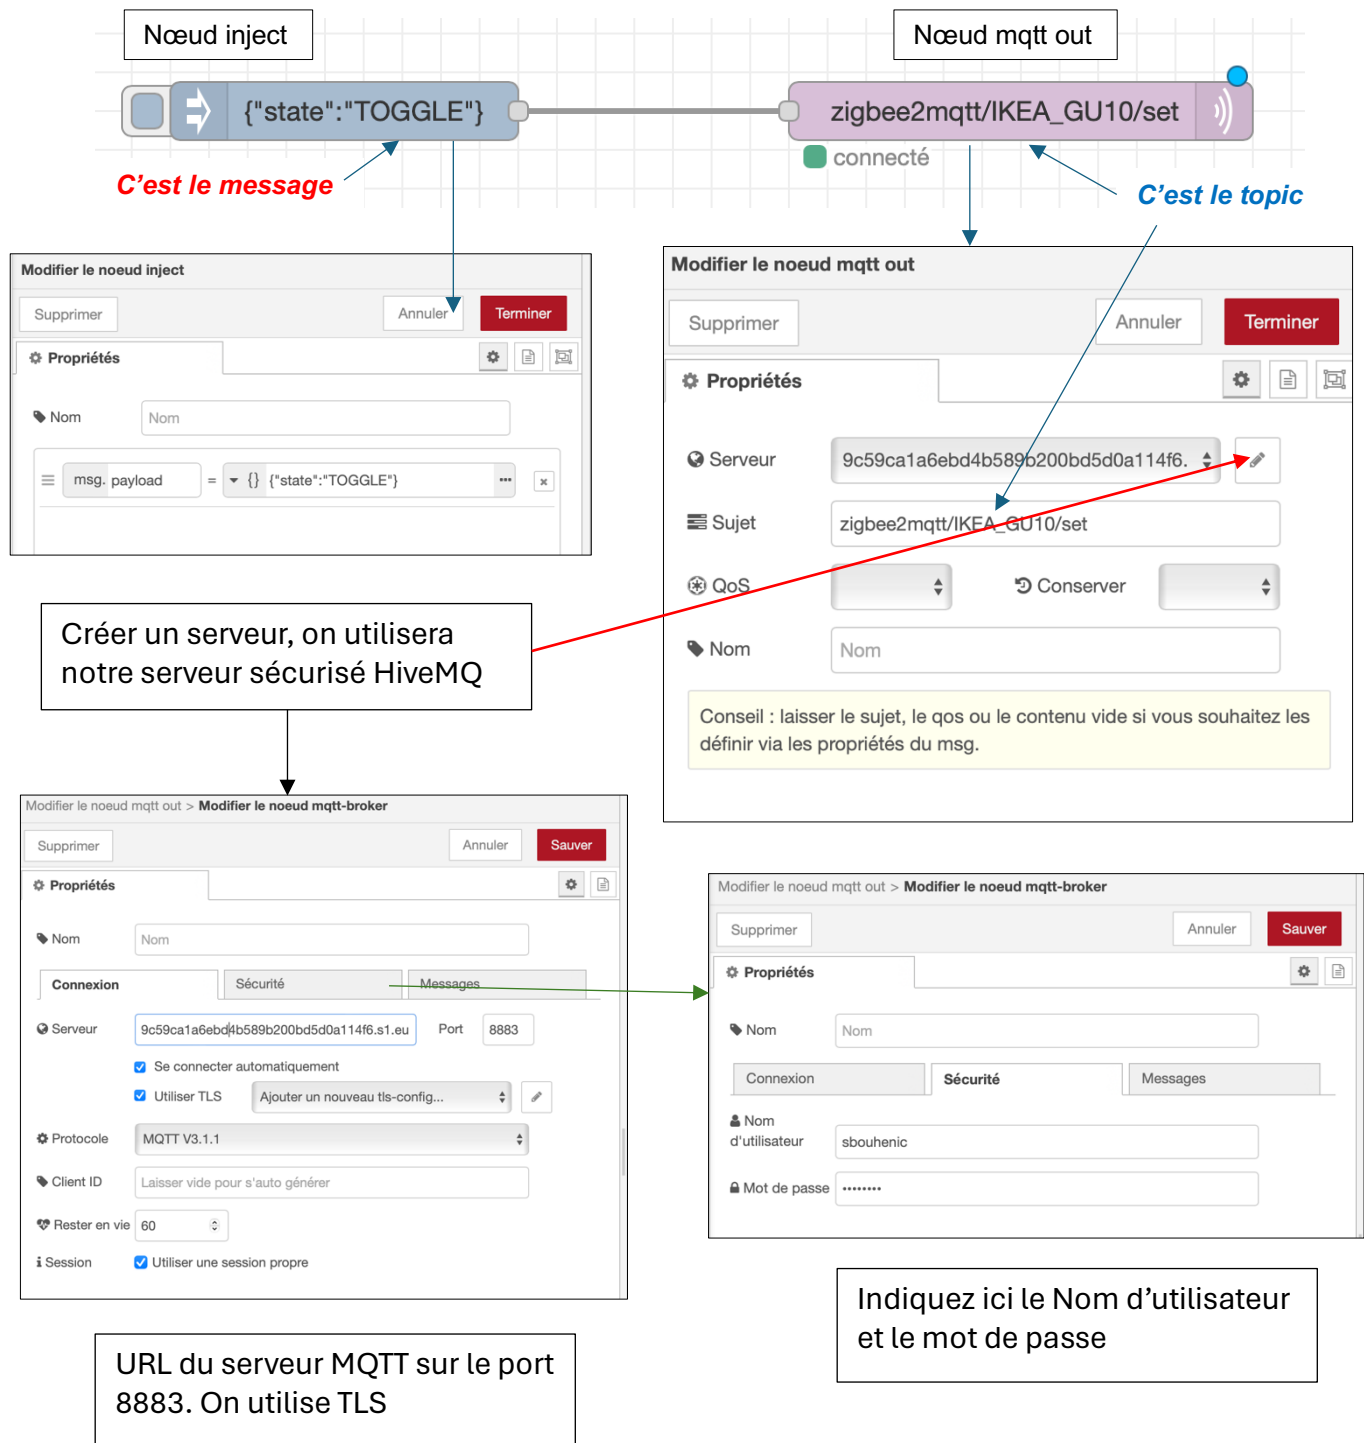 Nœud inject
Nœud mqtt out
{"state":"TOGGLE"}
zigbee2mqtt/IKEA_GU10/set
connecté
C'est le message
C'est le topic
Modifier le noeud inject
Supprimer
Annuler
Terminer
Propriétés
Nom
Nom
msg. payload
=
{} {"state":"TOGGLE"}
Modifier le noeud mqtt out
Supprimer
Annuler
Terminer
Propriétés
Serveur
9c59ca1a6ebd4b589b200bd5d0a114f6.
Sujet
zigbee2mqtt/IKEA_GU10/set
QoS
Conserver
Nom
Nom
Conseil : laisser le sujet, le qos ou le contenu vide si vous souhaitez les
définir via les propriétés du msg.
Créer un serveur, on utilisera
notre serveur sécurisé HiveMQ
Modifier le noeud mqtt out > Modifier le noeud mqtt-broker
Supprimer
Annuler
Sauver
Propriétés
Nom
Nom
Connexion
Sécurité
Messages
Serveur
9c59ca1a6ebd4b589b200bd5d0a114f6.s1.eu
Port
8883
Se connecter automatiquement
Utiliser TLS
Ajouter un nouveau tls-config...
Protocole
MQTT V3.1.1
Client ID
Laisser vide pour s'auto générer
Rester en vie
60
Session
Utiliser une session propre
Modifier le noeud mqtt out > Modifier le noeud mqtt-broker
Supprimer
Annuler
Sauver
Propriétés
Nom
Nom
Connexion
Sécurité
Messages
Nom
d'utilisateur
sbouhenic
Mot de passe
••••••••
Indiquez ici le Nom d'utilisateur
et le mot de passe
URL du serveur MQTT sur le port
8883. On utilise TLS